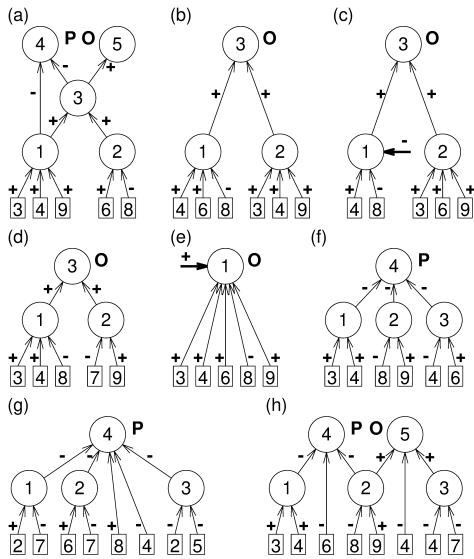 (a) (b) (c)
4 P O 5 3 O 3 O
- - +
3 + + + +
+ +
1 2 1 2 1 - 2
+ + + + - + + - + + + + - + + +
3 4 9 6 8 4 6 8 3 4 9 4 8 3 6 9
(d) (e) (f)
3 O + 1 O 4 P
+ + - - -
1 2 1 2 3
+ + - - + + + + - + + + - + - +
3 4 8 7 9 3 4 6 8 9 3 4 8 9 4 6
(g) (h)
4 P 4 P O 5
- - - - - - - + - +
1 2 3 1 2 3
+ - + - + - - - + + - - + - + -
2 7 6 7 8 4 2 5 3 4 6 8 9 4 4 7